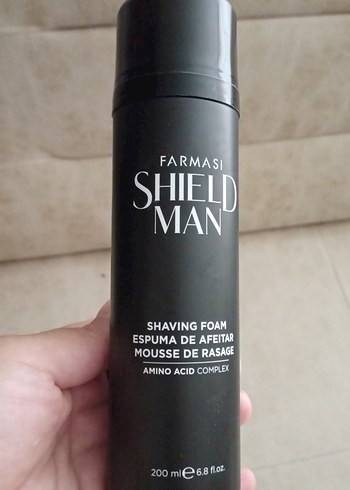 FARMASI
SHIELD
MAN
SHAVING FOAM
ESPUMA DE AFEITAR
MOUSSE DE RASAGE
AMINO ACID COMPLEX
200 ml e 6.8 fl.oz.